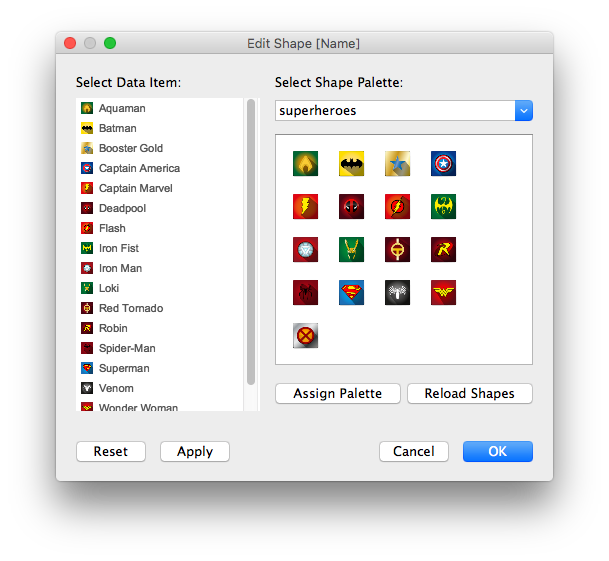 Edit Shape [Name]
Select Data Item:
Aquaman
Batman
Booster Gold
Captain America
Captain Marvel
Deadpool
Flash
Iron Fist
Iron Man
Loki
Red Tornado
Robin
Spider-Man
Superman
Venom
Wonder Woman
Select Shape Palette:
superheroes
Assign Palette
Reload Shapes
Reset
Apply
Cancel
OK